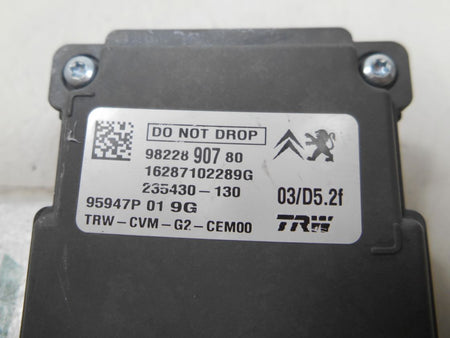 DO NOT DROP
98228 907 80
16287102289G
235430-130
95947P 01 9G
03/D5.2f
TRW-CVM-G2-CEM00
TRW